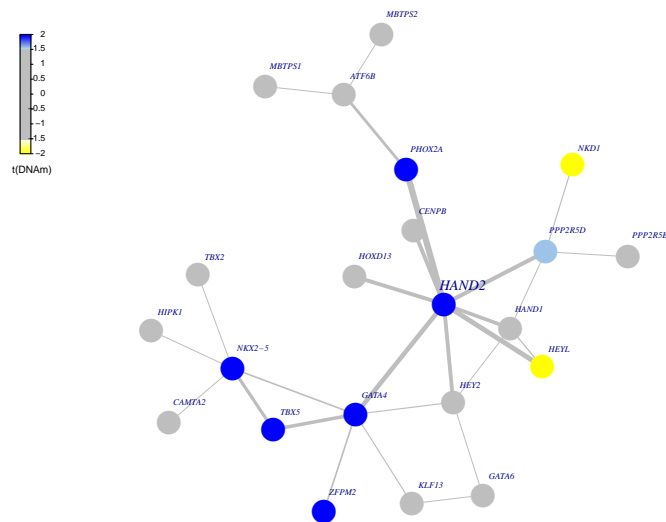 MBTPS2
2
1.5
1
0.5
0
−0.5
−1
−1.5
−2
t(DNAm)
MBTPS1
ATF6B
PHOX2A
NKD1
CENPB
PPP2R5D
PPP2R5E
TBX2
HOXD13
HAND2
HIPK1
HAND1
NKX2−5
HEYL
CAMTA2
TBX5
GATA4
HEY2
ZFPM2
KLF13
GATA6